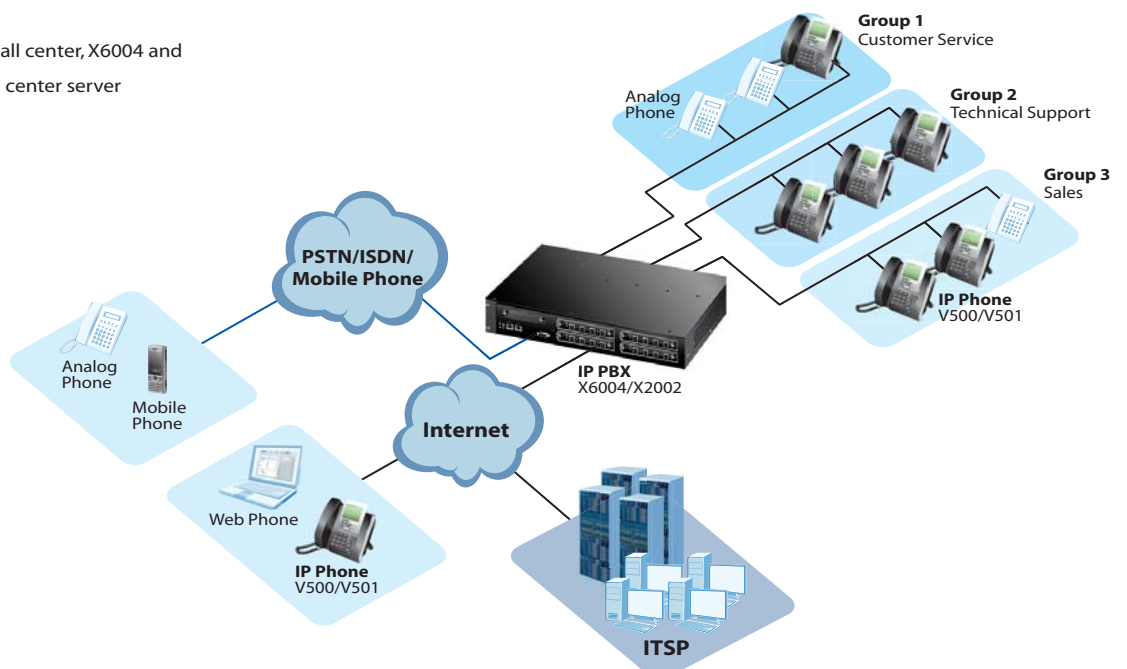 all center, X6004 and
center server
Group 1
Customer Service
Analog
Phone
Group 2
Technical Support
Group 3
Sales
IP Phone
V500/V501
PSTN/ISDN/
Mobile Phone
IP PBX
X6004/X2002
Analog
Phone
Mobile
Phone
Internet
Web Phone
IP Phone
V500/V501
ITSP